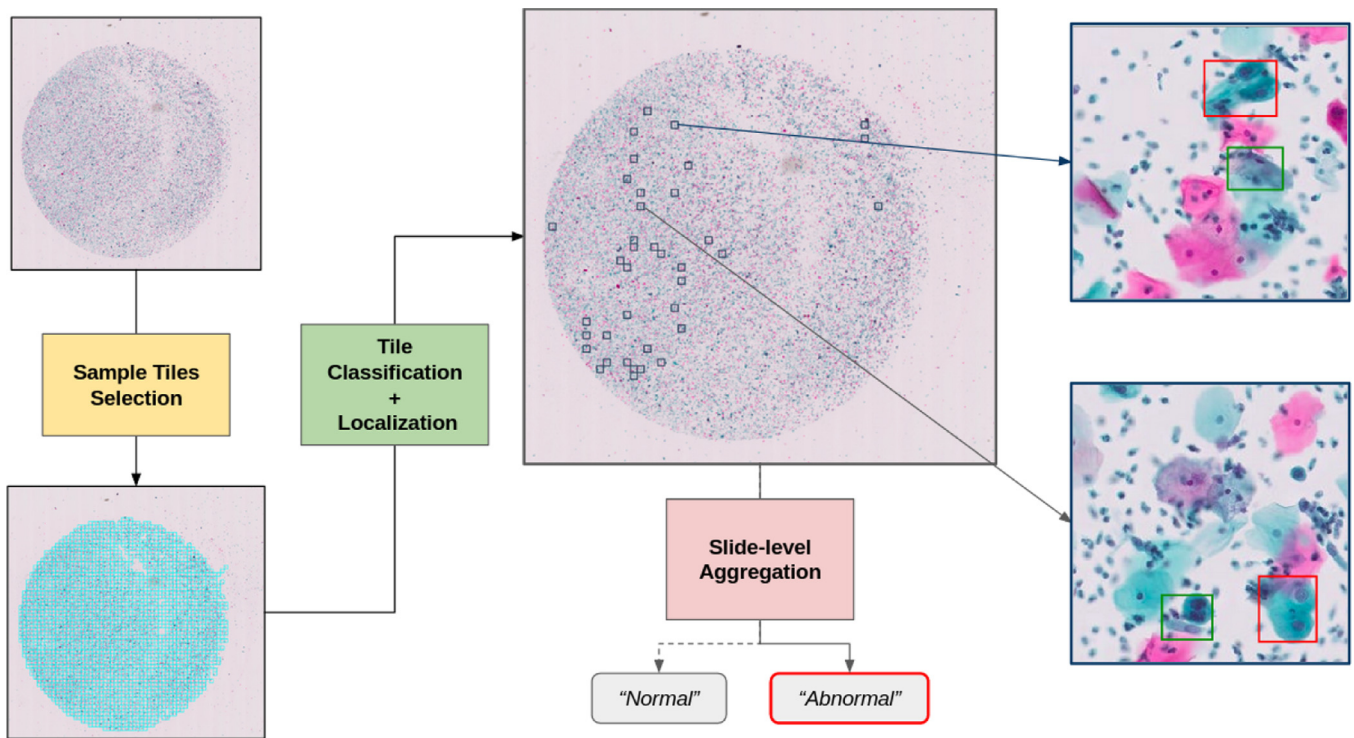 Sample Tiles
Selection
Tile
Classification
+
Localization
Slide-level
Aggregation
“Normal”
“Abnormal”